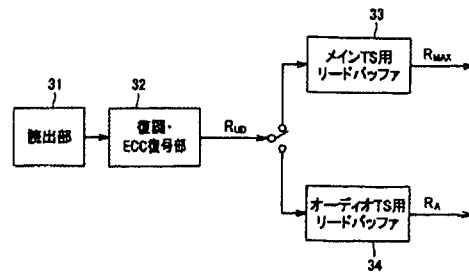 33
メインTS用
リードバッファ
RMAX
31
読出部
32
復調・
ECC復号部
RUD
オーディオTS用
リードバッファ
RA
34